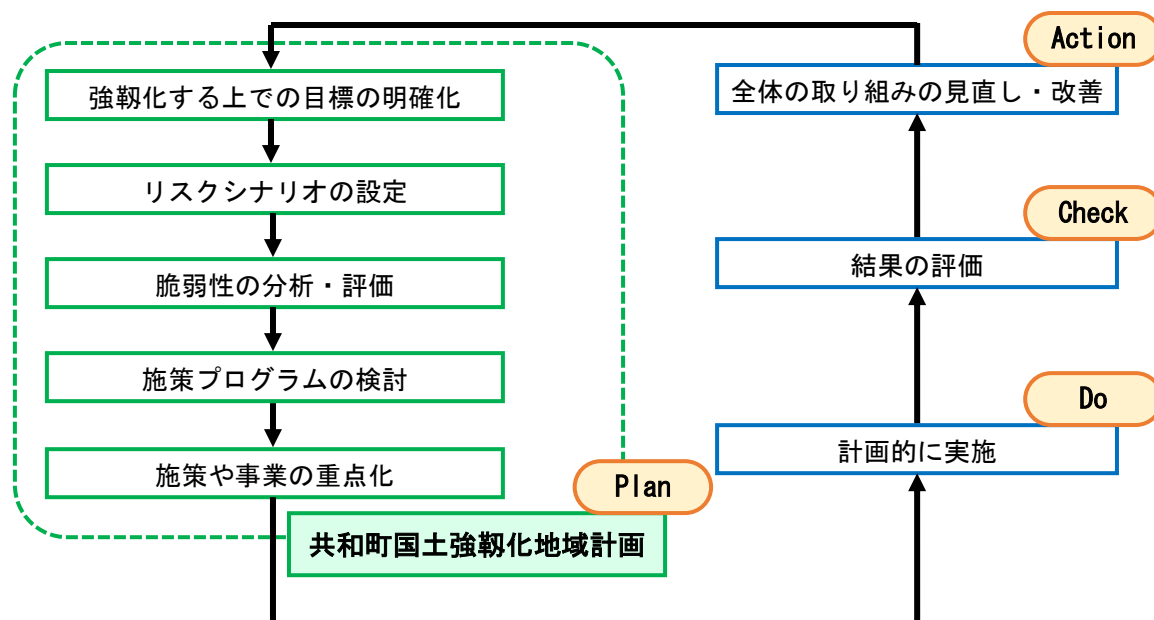 強靱化する上での目標の明確化
リスクシナリオの設定
脆弱性の分析・評価
施策プログラムの検討
施策や事業の重点化
Plan
共和町国土強靱化地域計画
Action
全体の取り組みの見直し・改善
Check
結果の評価
Do
計画的に実施